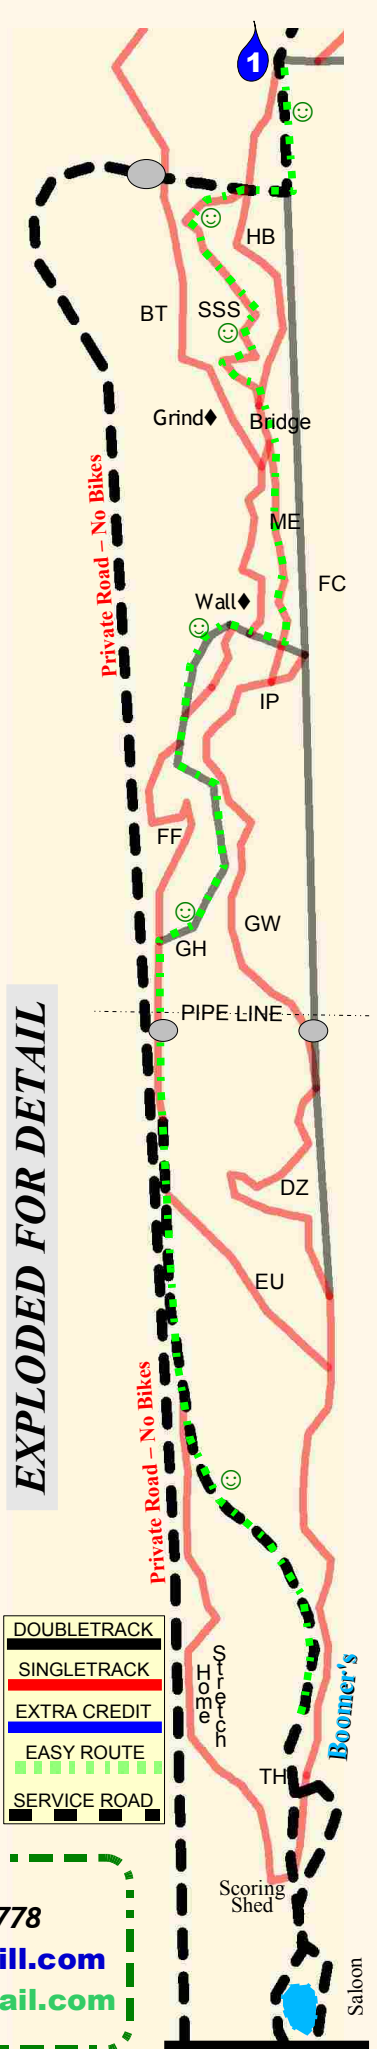 1
HB
BT
SSS
Grind♦
Bridge
Private Road – No Bikes
ME
FC
Wall♦
IP
FF
GW
GH
PIPE LINE
EXPLODED FOR DETAIL
DZ
EU
Private Road – No Bikes
DOUBLETRACK
SINGLETRACK
EXTRA CREDIT
EASY ROUTE
SERVICE ROAD
Home
Stretch
Boomer's
TH
Scoring
Shed
Saloon
778
ill.com
ail.com